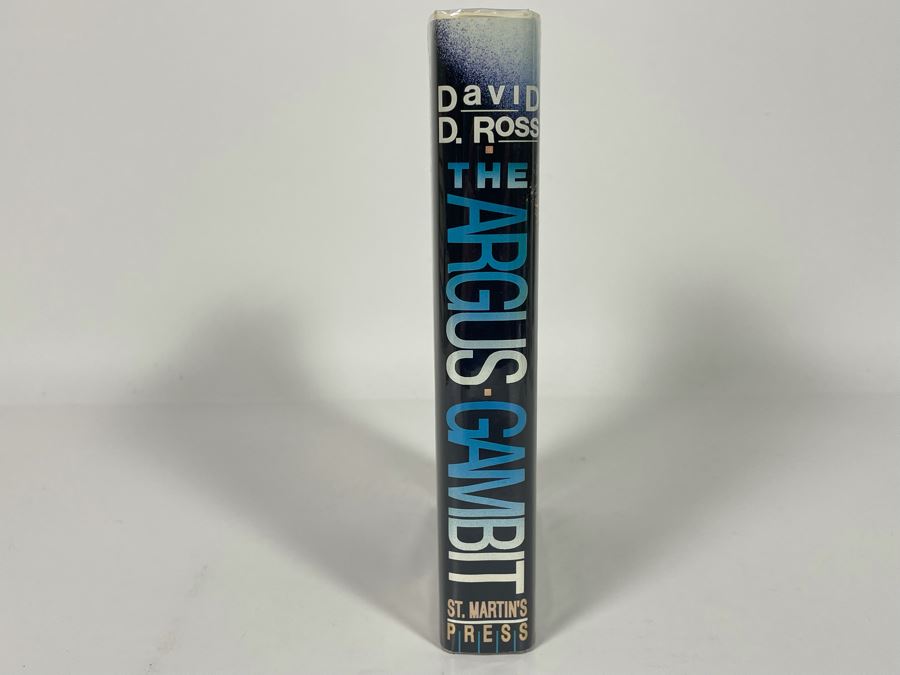 DaviD
D. Ross
THE
ARGUS · GAMBIT
ST. MARTIN'S
PRESS